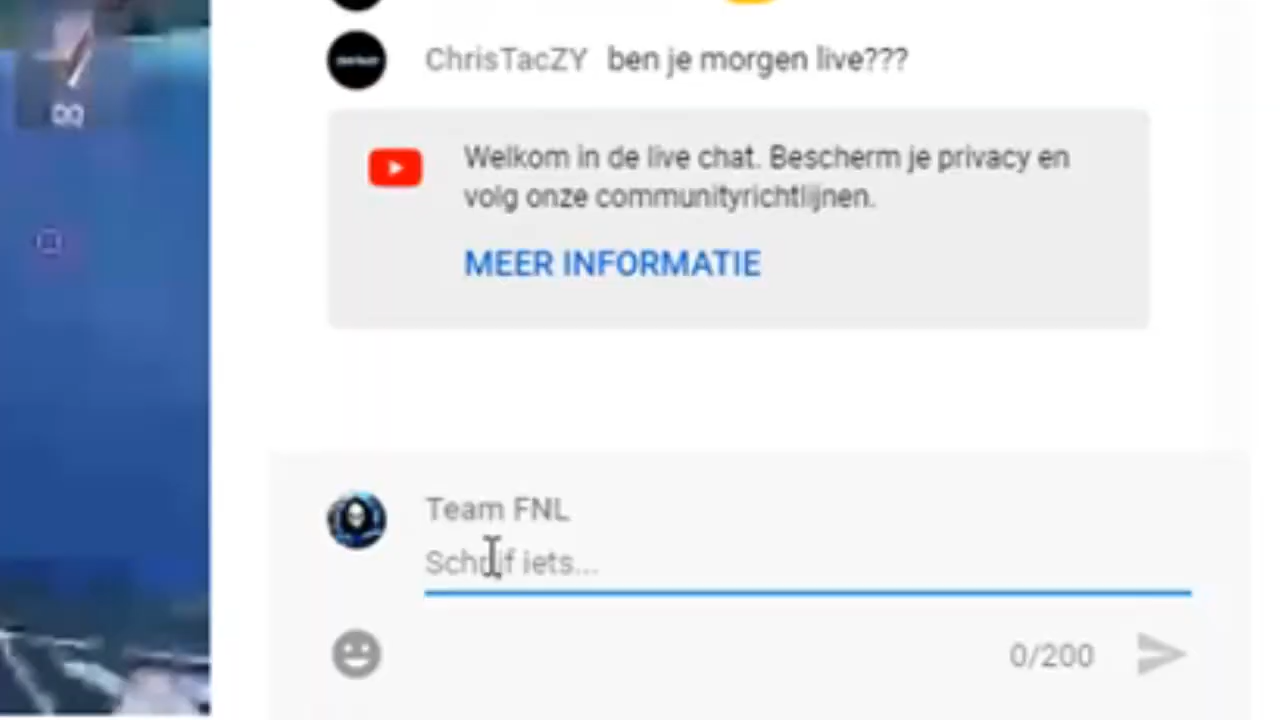 ChrisTacZY ben je morgen live???
Welkom in de live chat. Bescherm je privacy en
volg onze communityrichtlijnen.
MEER INFORMATIE
Team FNL
Schrijf iets...
0/200